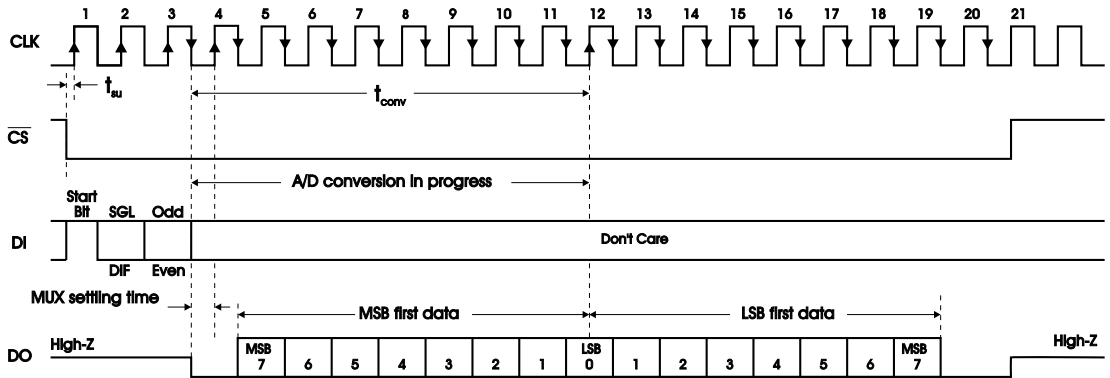 1 2 3 4 5 6 7 8 9 10 11 12 13 14 15 16 17 18 19 20 21
CLK
tsu
tconv
CS
A/D conversion in progress
Start
Bit SGL Odd
DI
Don't Care
DIF Even
MUX settling time
MSB first data
LSB first data
High-Z
High-Z
DO
MSB LSB MSB
7 6 5 4 3 2 1 0 1 2 3 4 5 6 7